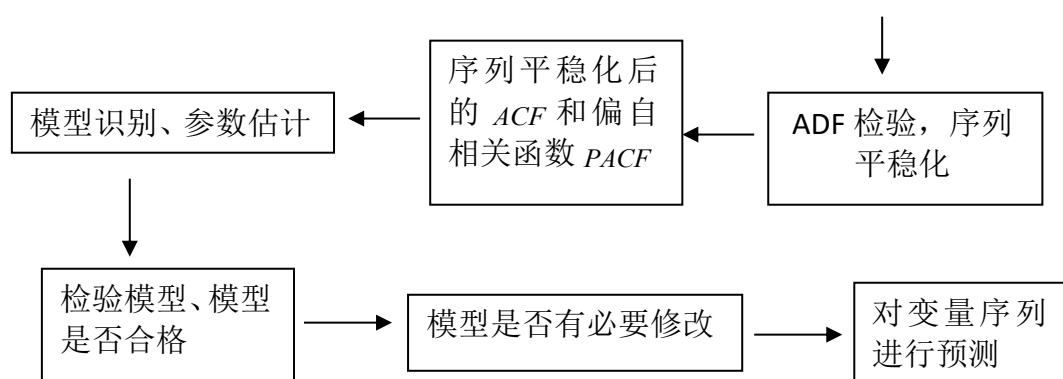 ADF 检验，序列
平稳化
序列平稳化后
的 ACF 和偏自
相关函数 PACF
模型识别、参数估计
检验模型、模型
是否合格
模型是否有必要修改
对变量序列
进行预测